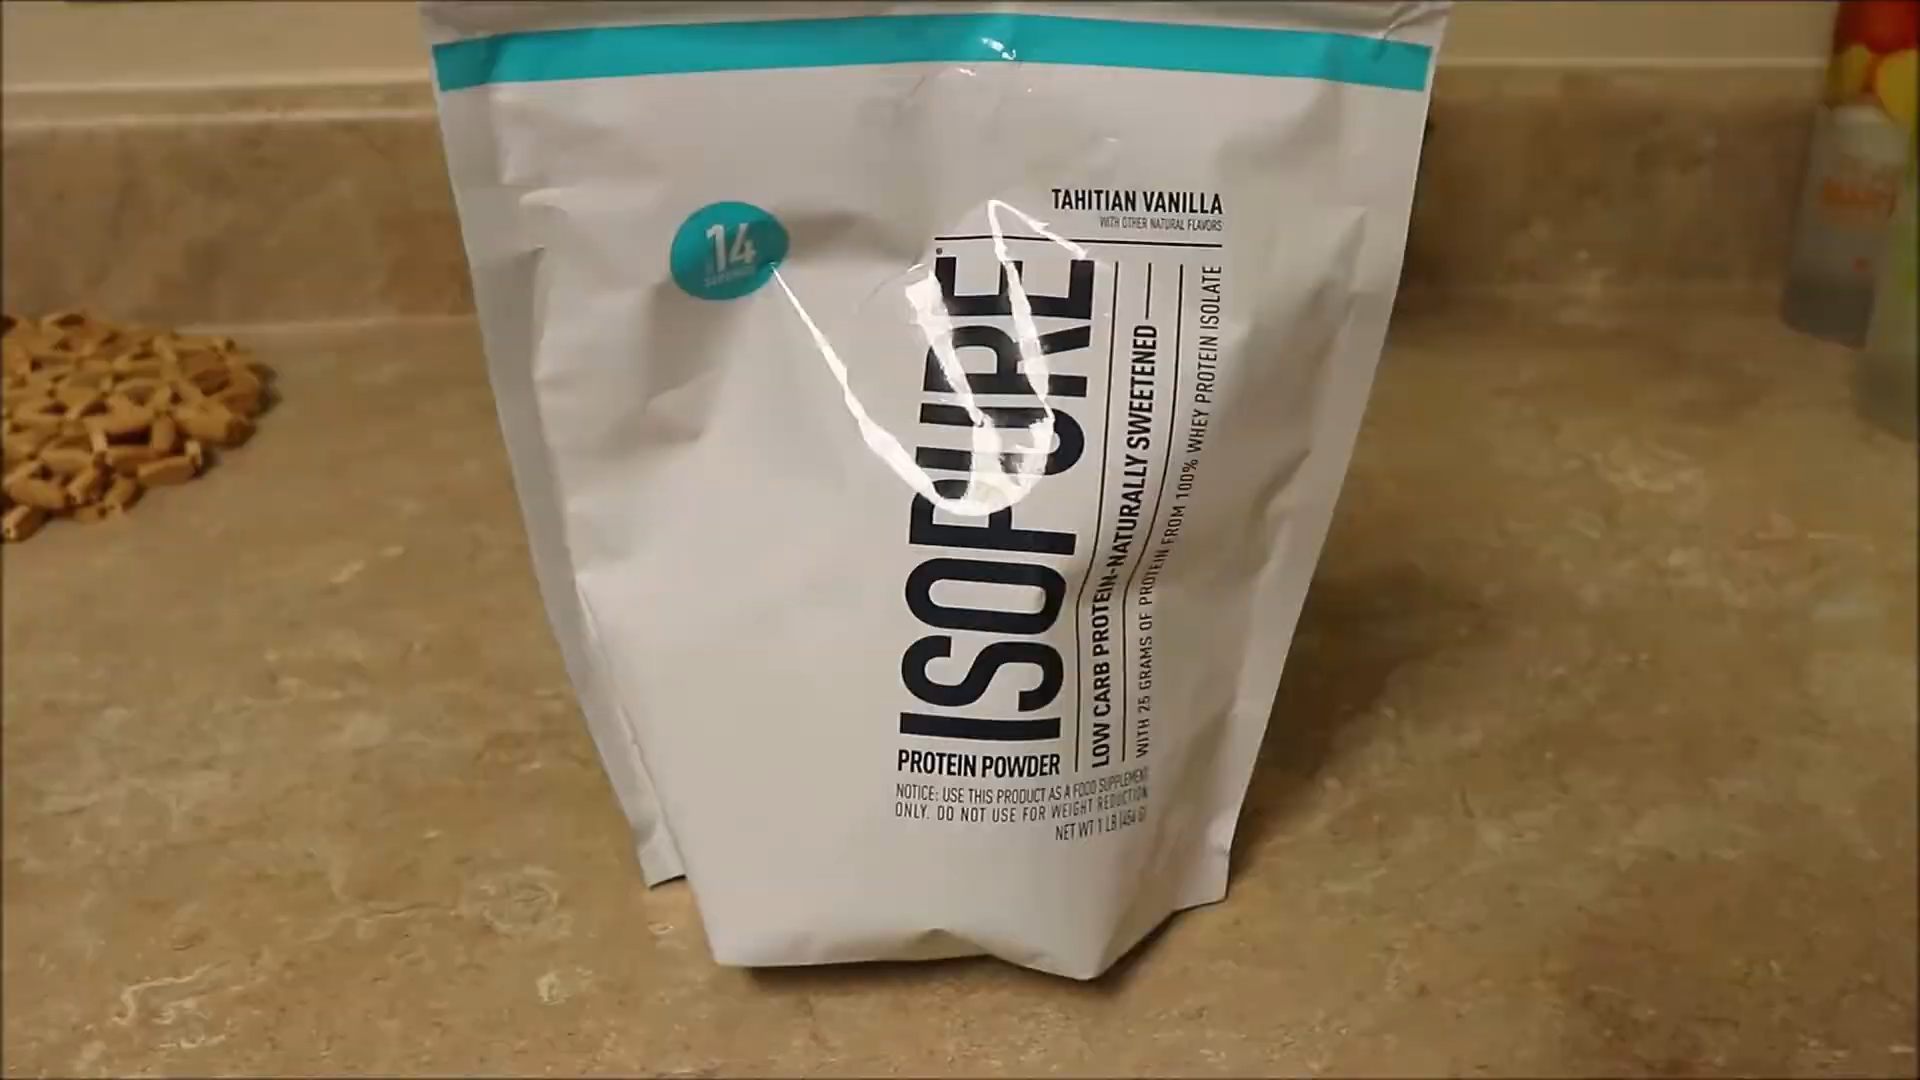 14
SERVINGS
TAHITIAN VANILLA
WITH OTHER NATURAL FLAVORS
ISOPURE
LOW CARB PROTEIN-NATURALLY SWEETENED
WITH 25 GRAMS OF PROTEIN FROM 100% WHEY PROTEIN ISOLATE
PROTEIN POWDER
NOTICE: USE THIS PRODUCT AS A FOOD SUPPLEMENT
ONLY. DO NOT USE FOR WEIGHT REDUCTION
NET WT 1 LB (454 G)